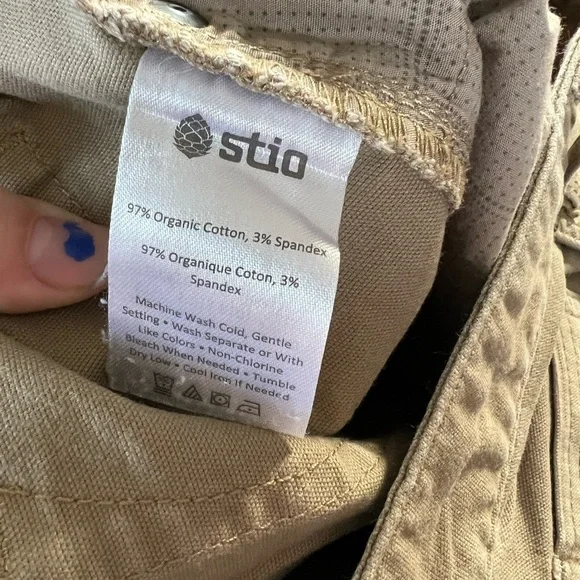 stio
97% Organic Cotton, 3% Spandex
97% Organique Coton, 3%
Spandex
Machine Wash Cold, Gentle
Setting • Wash Separate or With
Like Colors • Non-Chlorine
Bleach When Needed • Tumble
Dry Low • Cool Iron If Needed